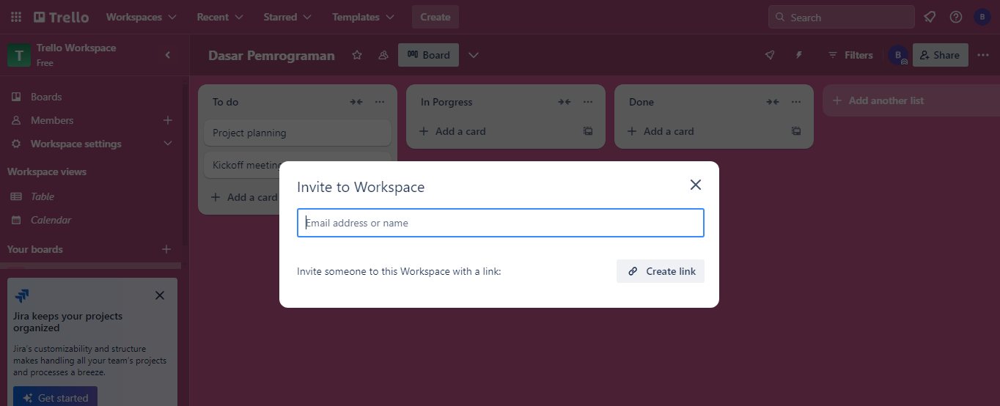 Trello Workspaces Recent Starred Templates Create Search B
T Trello Workspace
Free
Dasar Pemrograman Board Filters B Share
Boards
Members
Workspace settings
Workspace views
Table
Calendar
Your boards
To do
Project planning
Kickoff meeting
Add a card
In Porgress
Add a card
Done
Add a card
Add another list
Invite to Workspace
Email address or name
Invite someone to this Workspace with a link:
Create link
Jira keeps your projects
organized
Jira's customizability and structure
makes handling all your team's projects
and processes a breeze.
Get started